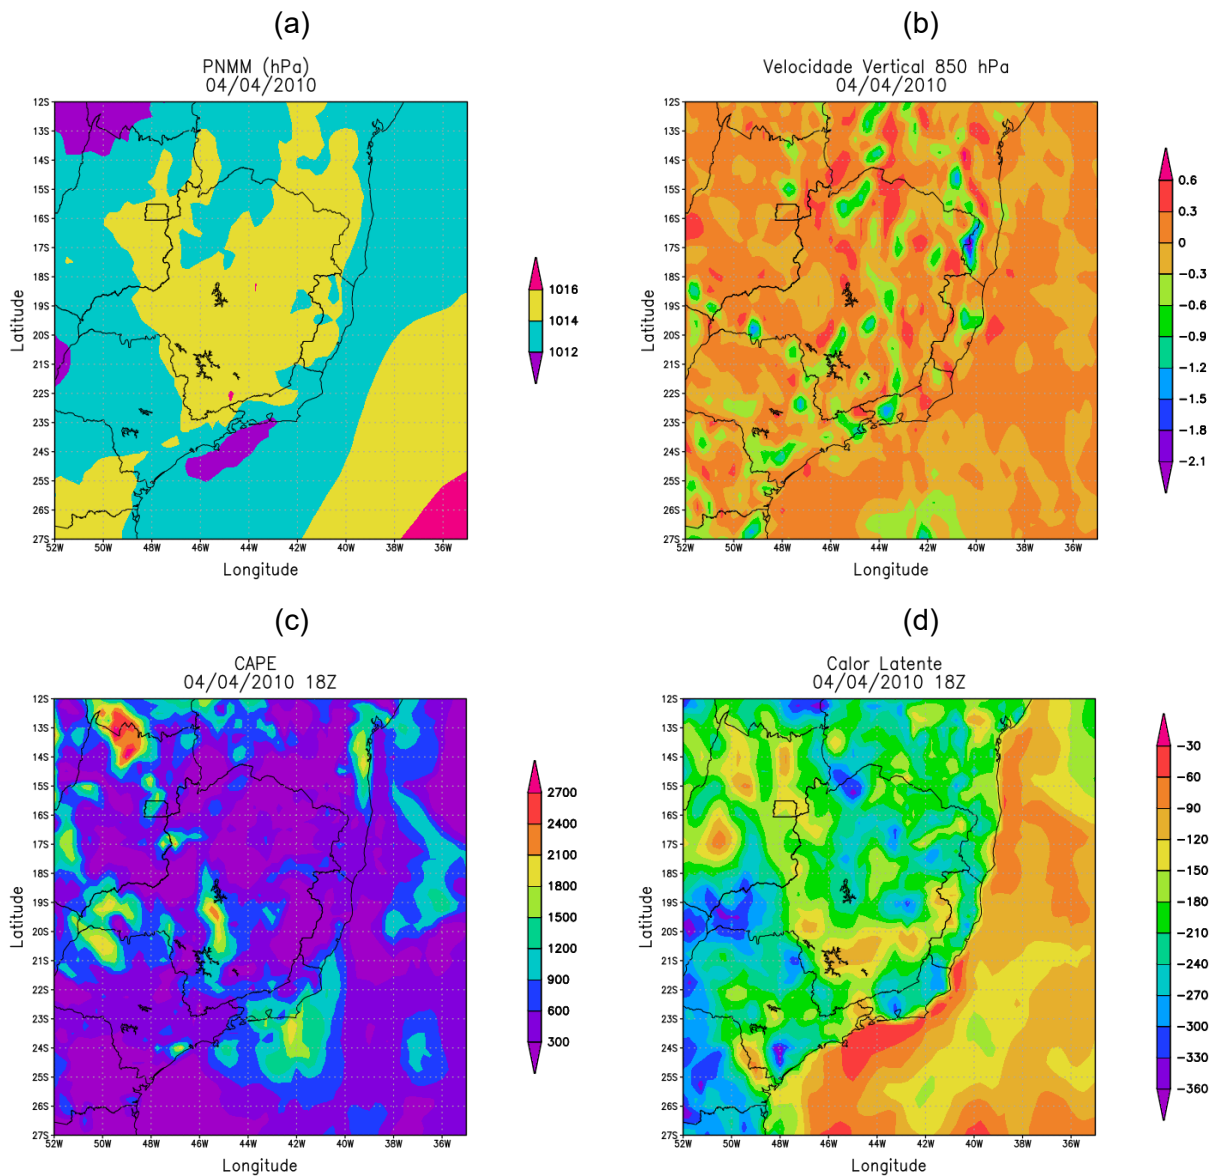 (a)
PNMM (hPa)
04/04/2010
12S
13S
14S
15S
16S
17S
18S
19S
20S
21S
22S
23S
24S
25S
26S
27S
52W 50W 48W 46W 44W 42W 40W 38W 36W
Latitude
Longitude
1016
1014
1012
(b)
Velocidade Vertical 850 hPa
04/04/2010
12S
13S
14S
15S
16S
17S
18S
19S
20S
21S
22S
23S
24S
25S
26S
27S
52W 50W 48W 46W 44W 42W 40W 38W 36W
Latitude
Longitude
0.6
0.3
0
-0.3
-0.6
-0.9
-1.2
-1.5
-1.8
-2.1
(c)
CAPE
04/04/2010 18Z
12S
13S
14S
15S
16S
17S
18S
19S
20S
21S
22S
23S
24S
25S
26S
27S
52W 50W 48W 46W 44W 42W 40W 38W 36W
Latitude
Longitude
2700
2400
2100
1800
1500
1200
900
600
300
(d)
Calor Latente
04/04/2010 18Z
12S
13S
14S
15S
16S
17S
18S
19S
20S
21S
22S
23S
24S
25S
26S
27S
52W 50W 48W 46W 44W 42W 40W 38W 36W
Latitude
Longitude
-30
-60
-90
-120
-150
-180
-210
-240
-270
-300
-330
-360